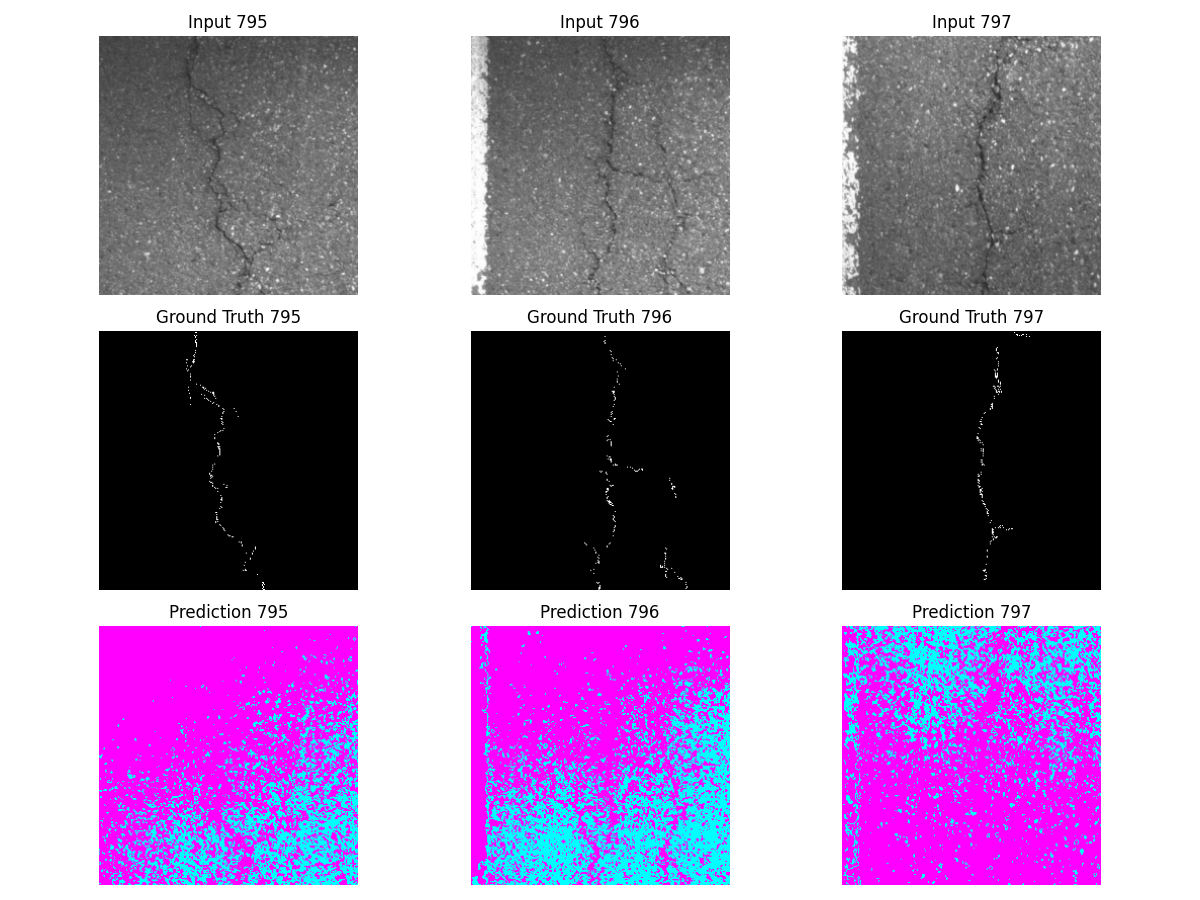 Input 795
Input 796
Input 797
Ground Truth 795
Ground Truth 796
Ground Truth 797
Prediction 795
Prediction 796
Prediction 797